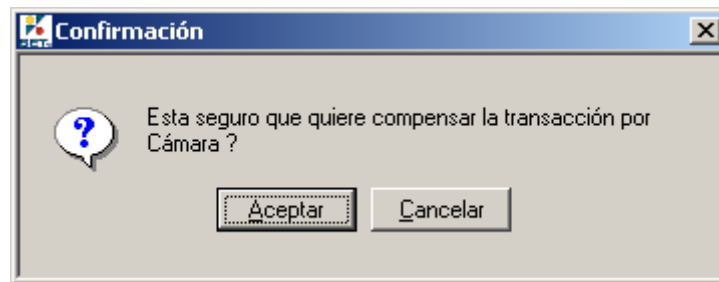 Confirmación
Esta seguro que quiere compensar la transacción por
Cámara ?
Aceptar
Cancelar